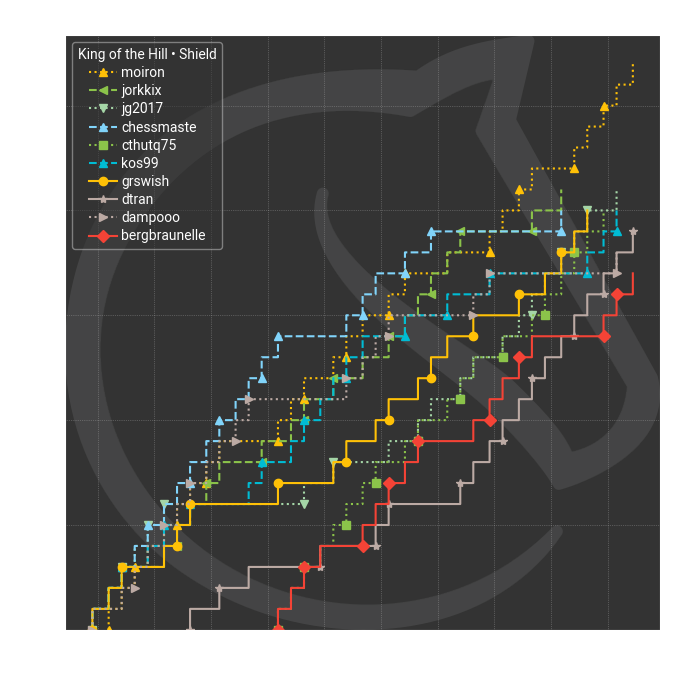 King of the Hill • Shield
moiron
jorkkix
jg2017
chessmaste
cthutq75
kos99
grswish
dtran
dampooo
bergbraunelle